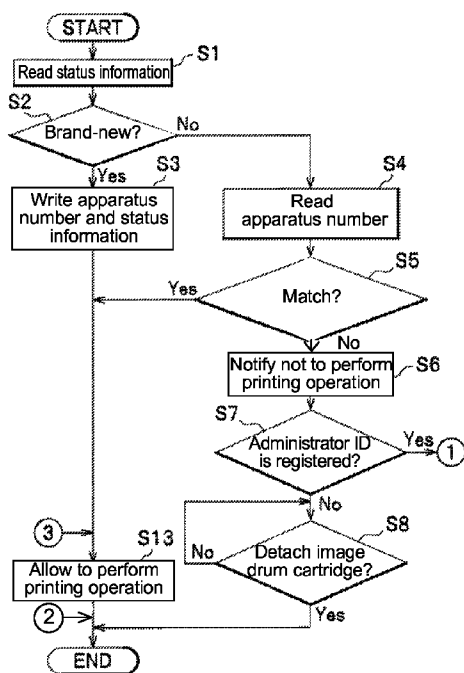 START
S1
Read status information
S2
Brand-new?
No
Yes
S3
Write apparatus
number and status
information
S4
Read
apparatus number
S5
Match?
Yes
No
S6
Notify not to perform
printing operation
S7
Administrator ID
is registered?
Yes
1
No
S8
Detach image
drum cartridge?
No
Yes
3
S13
Allow to perform
printing operation
2
END